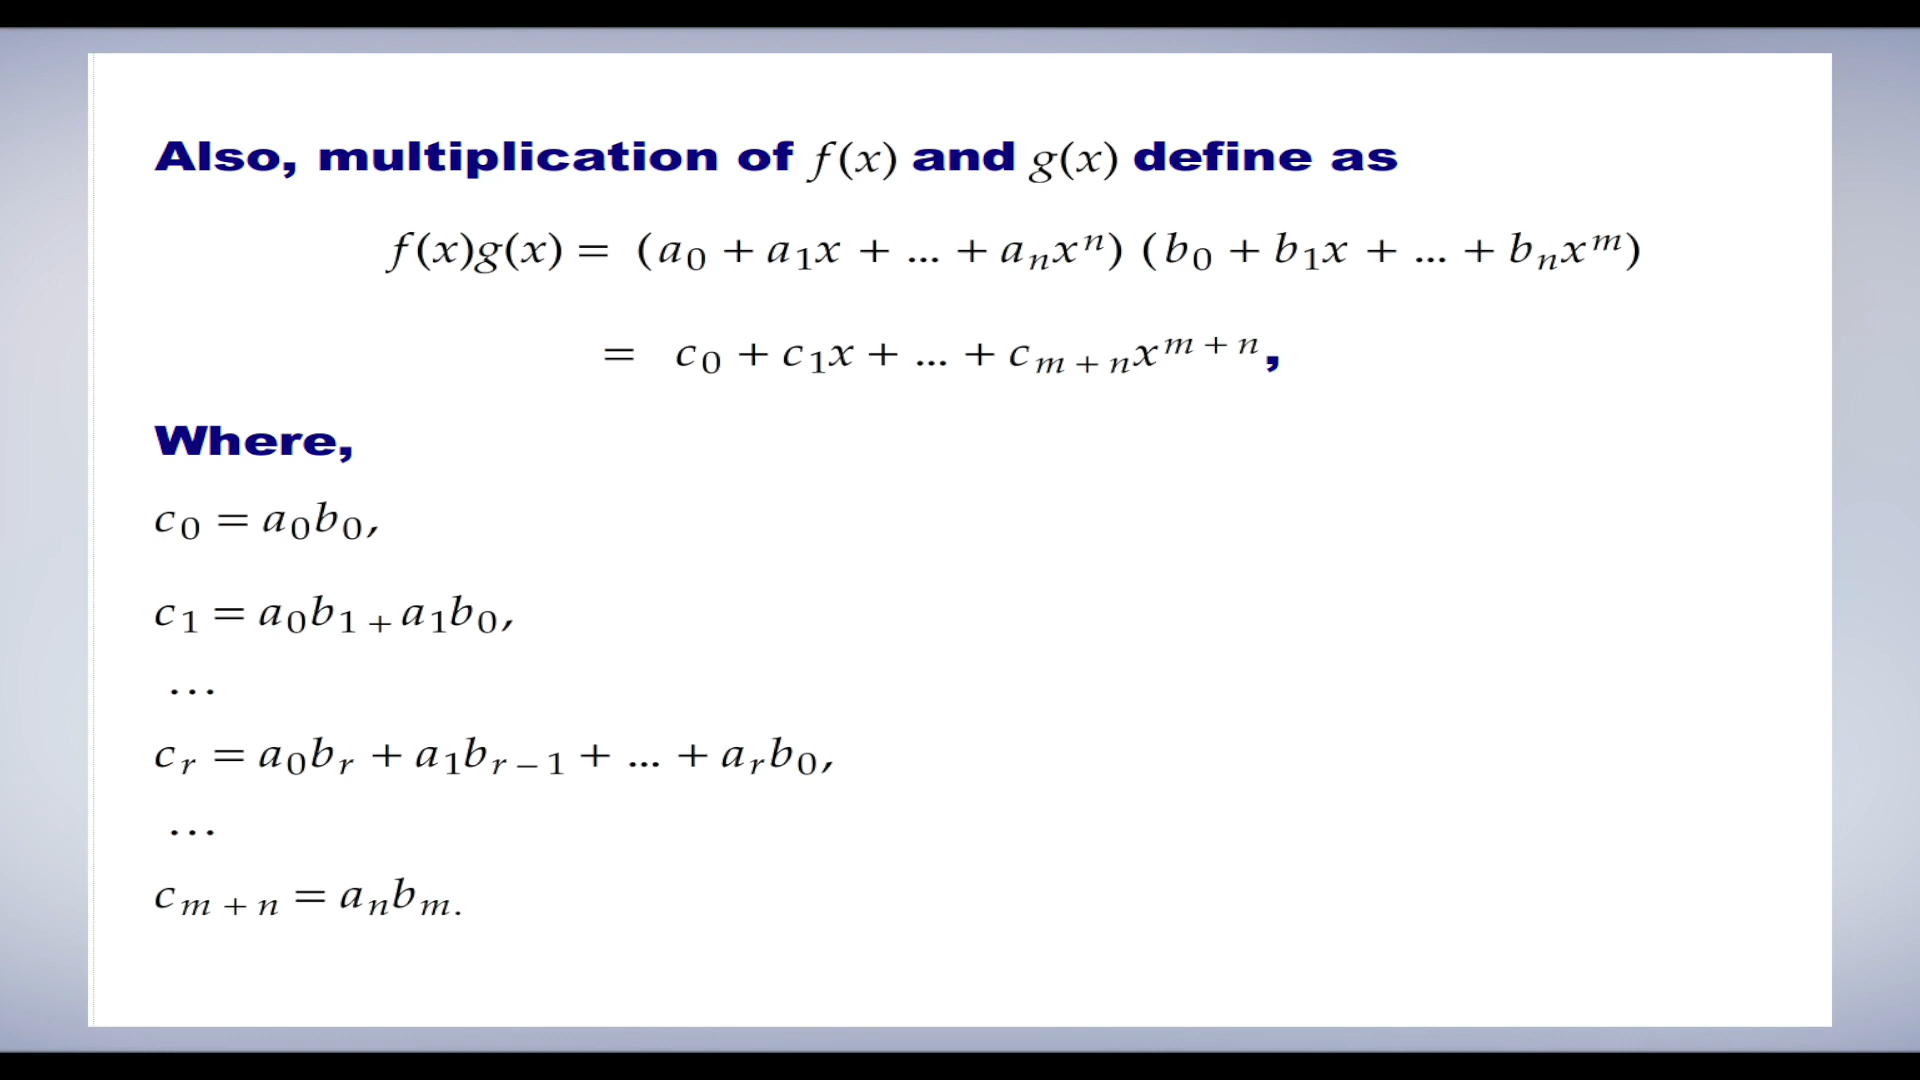 Also, multiplication of f(x) and g(x) define as
f(x)g(x) = (a₀ + a₁x + ... + aₙxⁿ) (b₀ + b₁x + ... + bₙxᵐ)
= c₀ + c₁x + ... + cₘ₊ₙxᵐ⁺ⁿ,
Where,
c₀ = a₀b₀,
c₁ = a₀b₁ + a₁b₀,
...
cᵣ = a₀bᵣ + a₁bᵣ₋₁ + ... + aᵣb₀,
...
cₘ₊ₙ = aₙbₘ.